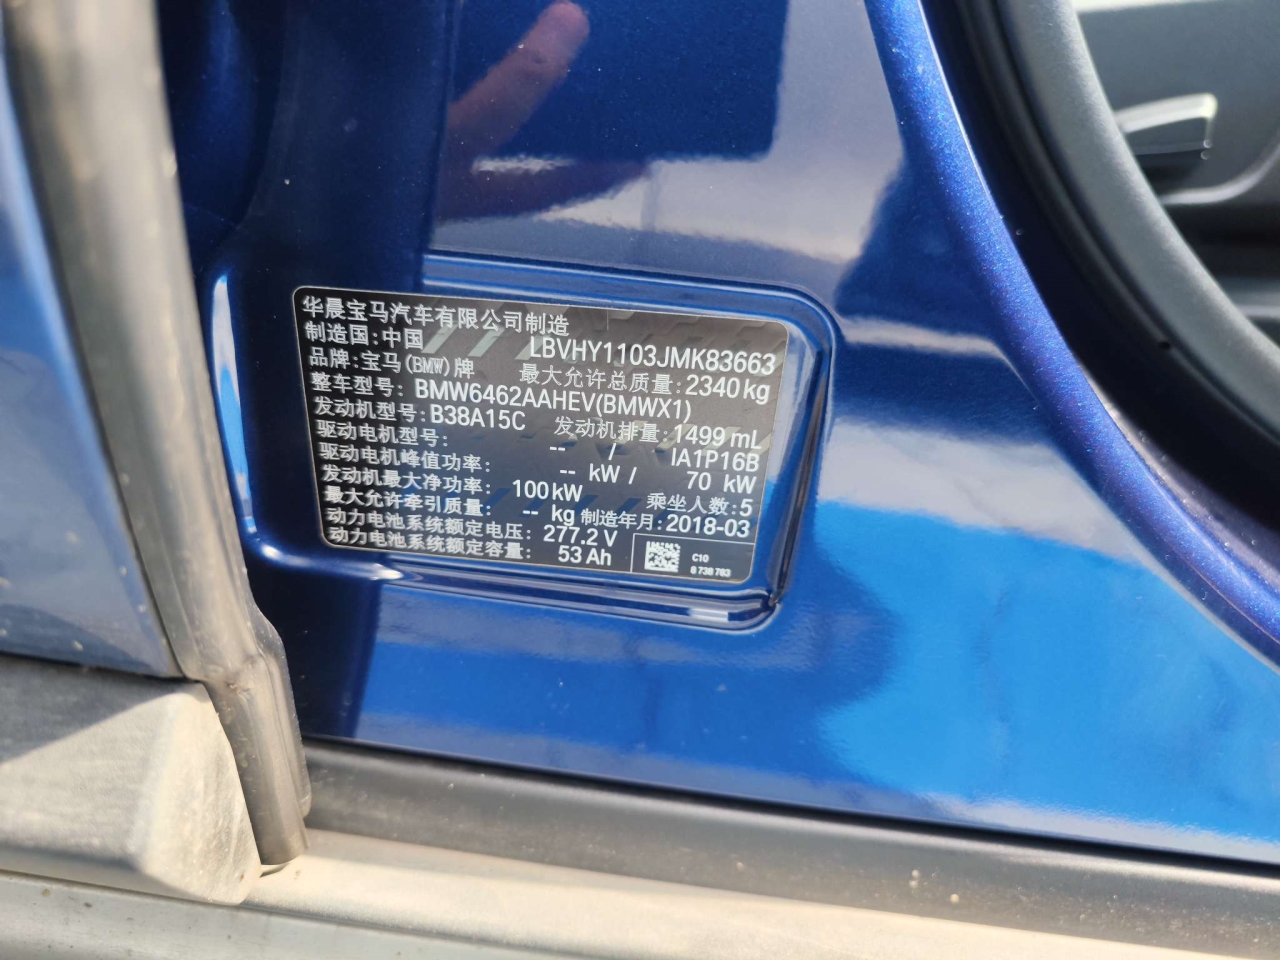 华晨宝马汽车有限公司制造
制造国:中国 LBVHY1103JMK83663
品牌:宝马(BMW)牌 最大允许总质量:2340kg
整车型号: BMW6462AAHEV(BMWX1)
发动机型号:B38A15C 发动机排量:1499 mL
驱动电机型号: -- / IA1P16B
驱动电机峰值功率: -- kW / 70 kW
发动机最大净功率: 100kW 乘坐人数:5
最大允许牵引质量: -- kg 制造年月:2018-03
动力电池系统额定电压: 277.2 V
动力电池系统额定容量: 53 Ah
C10
8 738 783